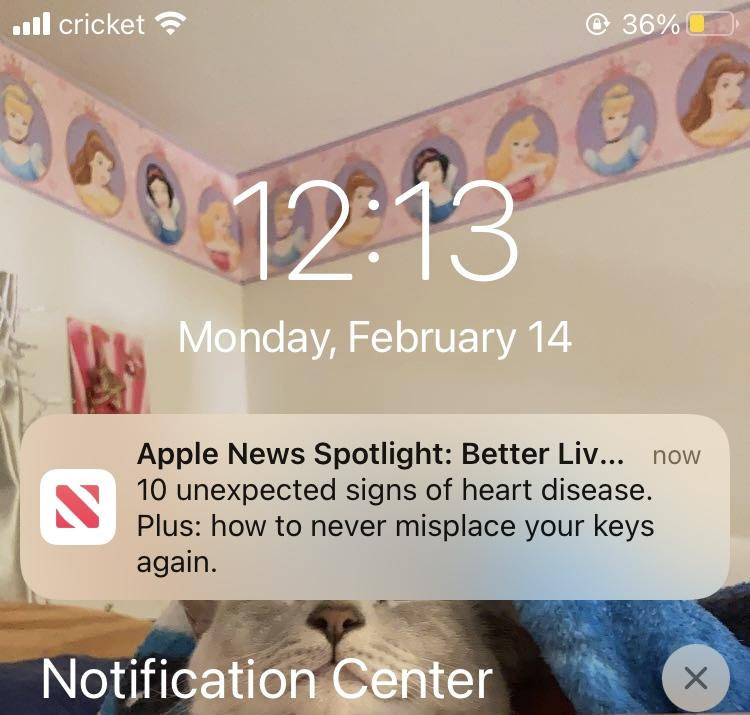 cricket 36%
12:13
Monday, February 14
Apple News Spotlight: Better Liv... now
10 unexpected signs of heart disease.
Plus: how to never misplace your keys
again.
Notification Center